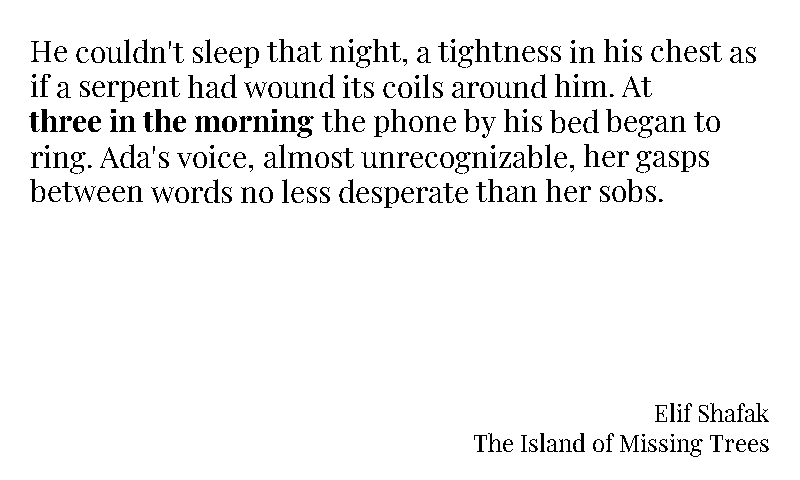 He couldn't sleep that night, a tightness in his chest as
if a serpent had wound its coils around him. At
three in the morning the phone by his bed began to
ring. Ada's voice, almost unrecognizable, her gasps
between words no less desperate than her sobs.
Elif Shafak
The Island of Missing Trees